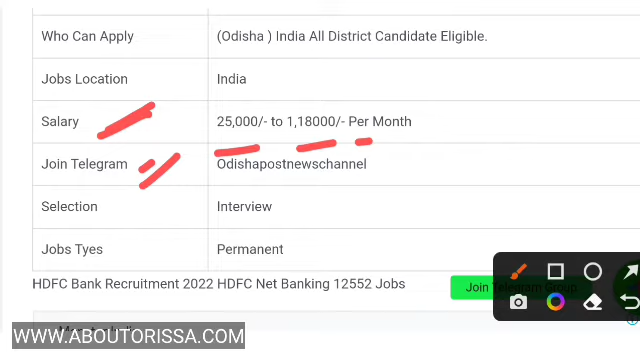 Who Can Apply (Odisha ) India All District Candidate Eligible.
Jobs Location India
Salary 25,000/- to 1,18000/- Per Month
Join Telegram Odishapostnewschannel
Selection Interview
Jobs Tyes Permanent
HDFC Bank Recruitment 2022 HDFC Net Banking 12552 Jobs
Join Telegram Group
WWW.ABOUTORISSA.COM